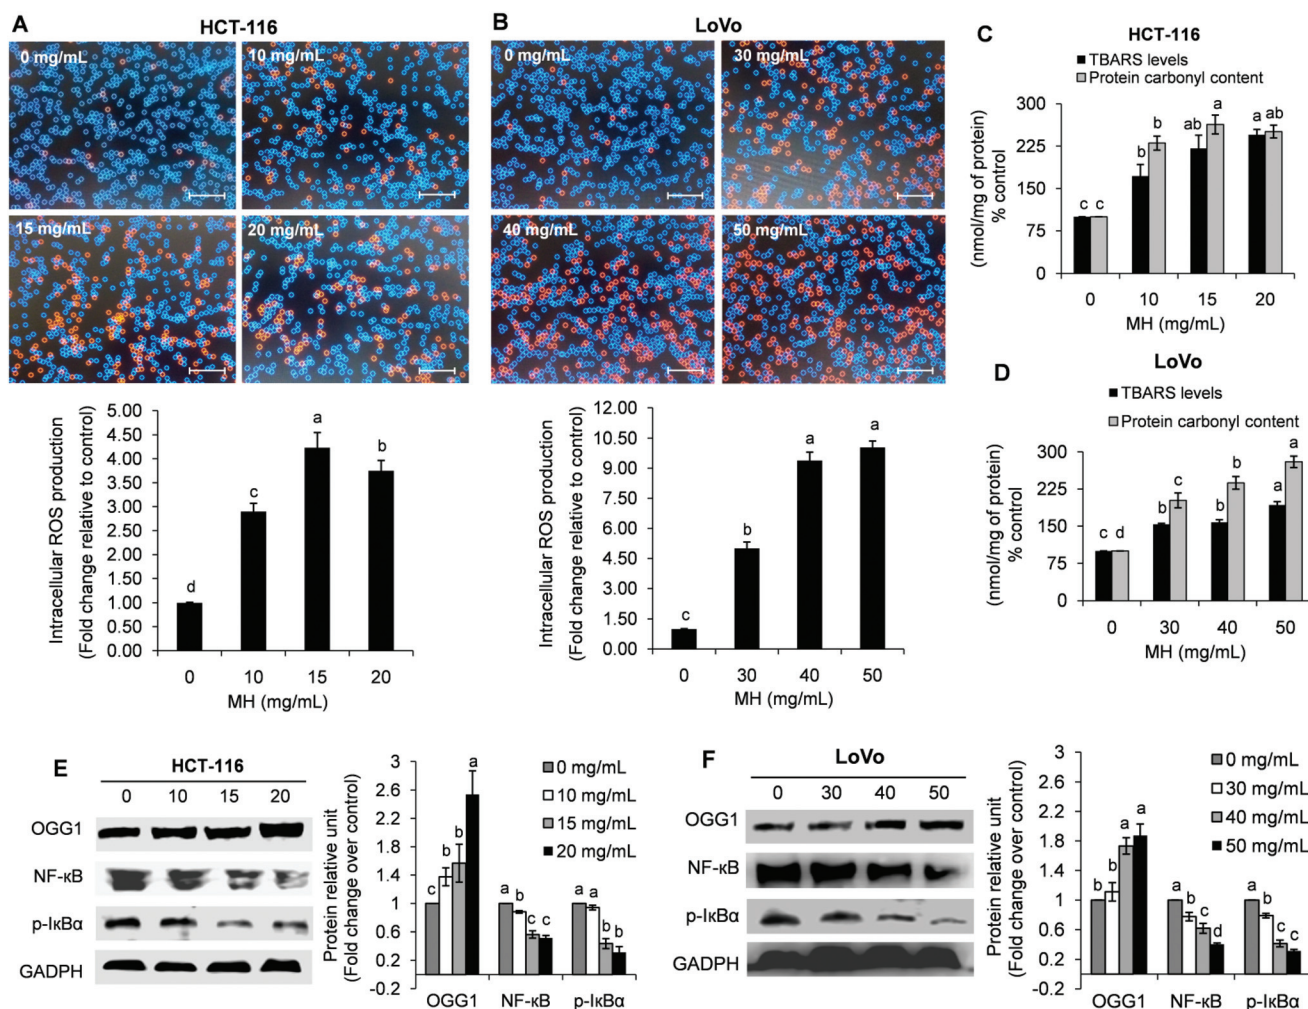 A
HCT-116
0 mg/mL
10 mg/mL
15 mg/mL
20 mg/mL
Intracellular ROS production
(Fold change relative to control)
5.00
4.50
4.00
3.50
3.00
2.50
2.00
1.50
1.00
0.50
0.00
d
c
a
b
0
10
15
20
MH (mg/mL)
B
LoVo
0 mg/mL
30 mg/mL
40 mg/mL
50 mg/mL
Intracellular ROS production
(Fold change relative to control)
12.00
10.50
9.00
7.50
6.00
4.50
3.00
1.50
0.00
c
b
a
a
0
30
40
50
MH (mg/mL)
C
HCT-116
TBARS levels
Protein carbonyl content
(nmol/mg of protein)
% control
300
225
150
75
0
c c
b b
ab a
a ab
0
10
15
20
MH (mg/mL)
D
LoVo
TBARS levels
Protein carbonyl content
(nmol/mg of protein)
% control
300
225
150
75
0
c d
b c
b b
a a
0
30
40
50
MH (mg/mL)
E
HCT-116
0 10 15 20
OGG1
NF-κB
p-IκBα
GADPH
Protein relative unit
(Fold change over control)
3
2.6
2.2
1.8
1.4
1
0.6
0.2
-0.2
c b b a
a b c c
a a b b
0 mg/mL
10 mg/mL
15 mg/mL
20 mg/mL
OGG1 NF-κB p-IκBα
F
LoVo
0 30 40 50
OGG1
NF-κB
p-IκBα
GADPH
Protein relative unit
(Fold change over control)
3
2.6
2.2
1.8
1.4
1
0.6
0.2
-0.2
b b a a
a b c d
a b c c
0 mg/mL
30 mg/mL
40 mg/mL
50 mg/mL
OGG1 NF-κB p-IκBα